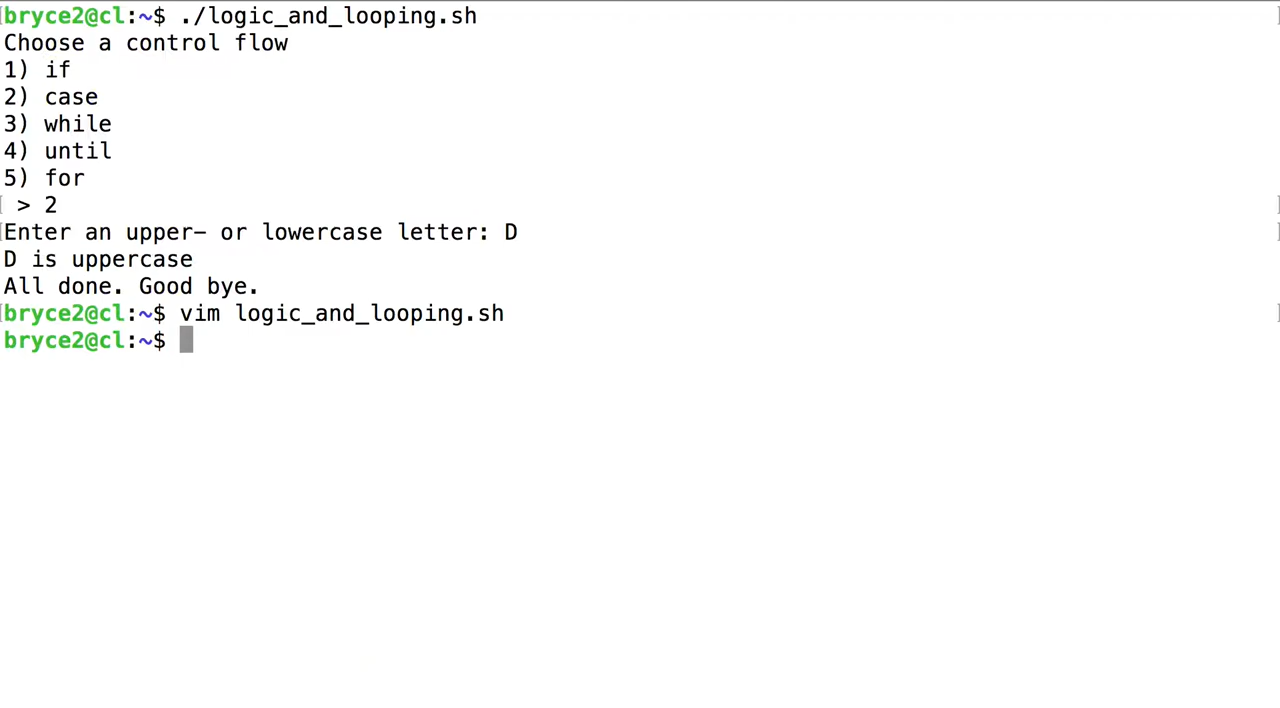 bryce2@cl:~$ ./logic_and_looping.sh
Choose a control flow
1) if
2) case
3) while
4) until
5) for
 > 2
Enter an upper- or lowercase letter: D
D is uppercase
All done. Good bye.
bryce2@cl:~$ vim logic_and_looping.sh
bryce2@cl:~$